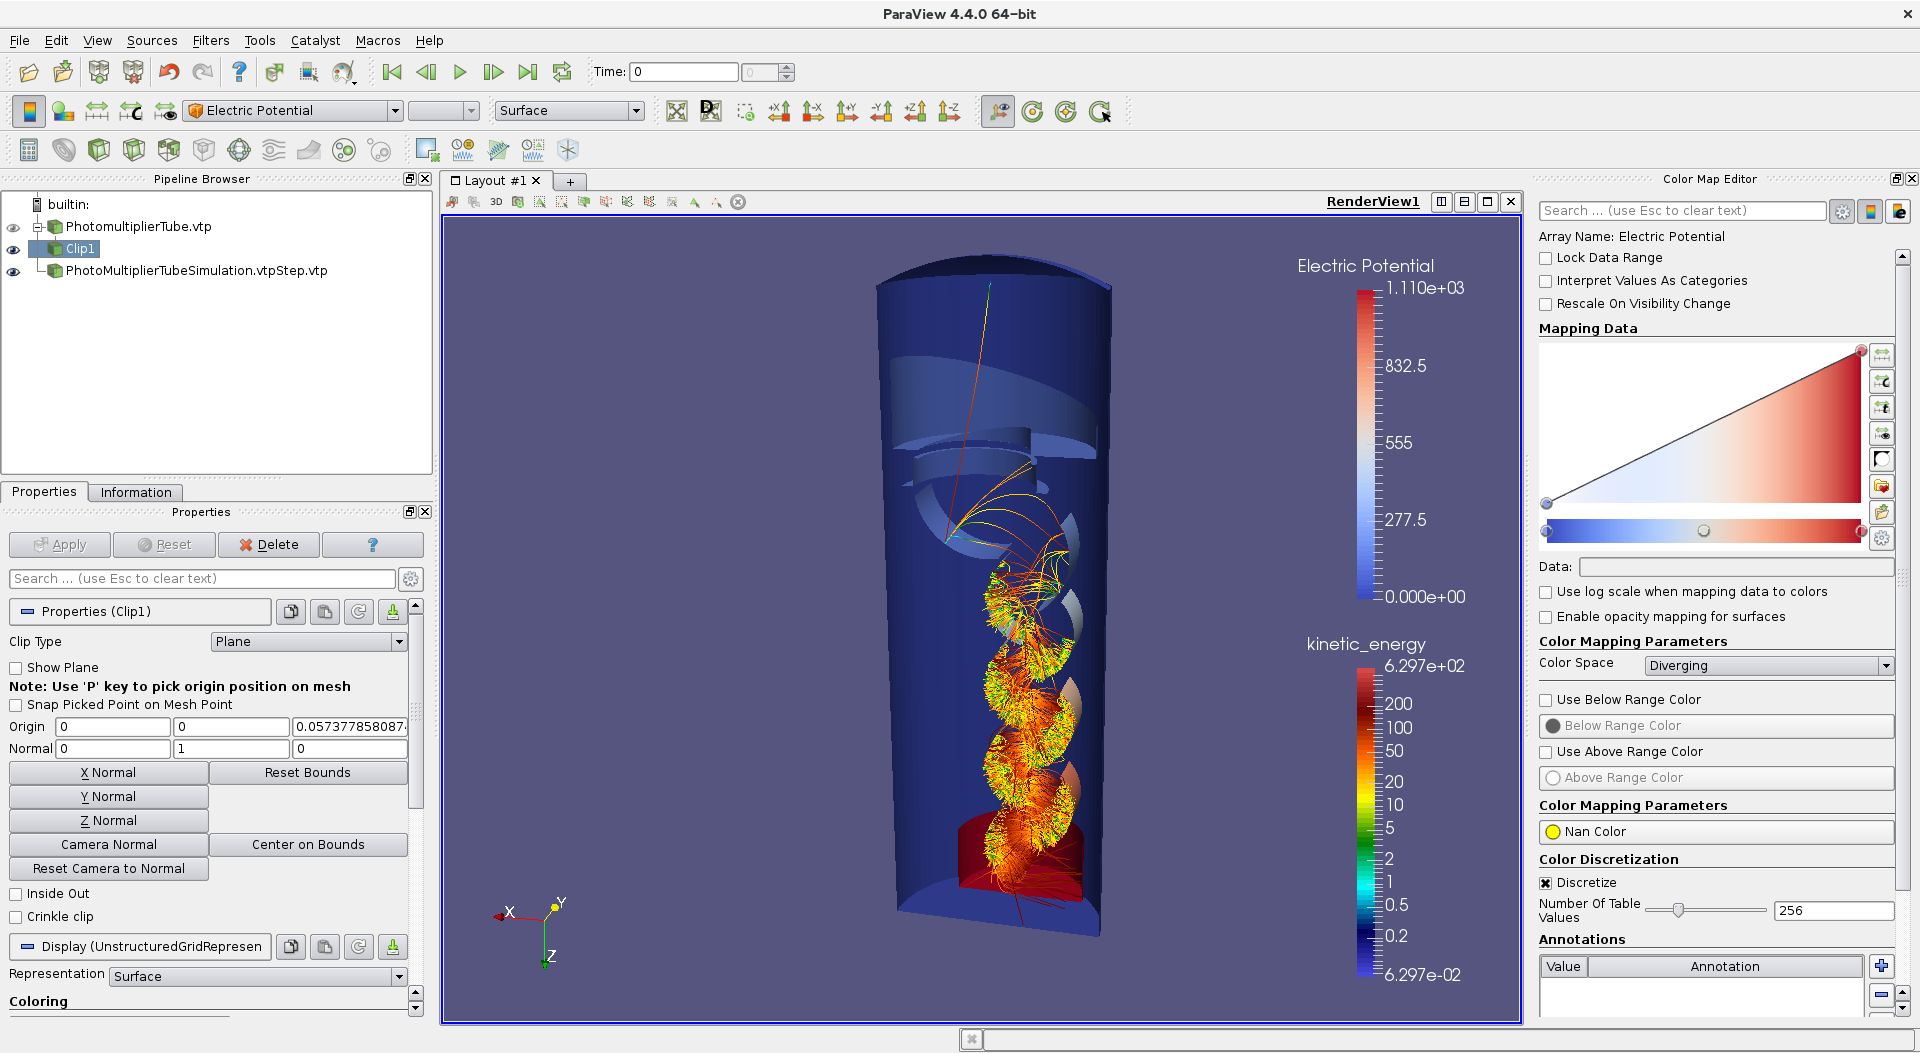 ParaView 4.4.0 64-bit
File Edit View Sources Filters Tools Catalyst Macros Help
Time: 0 0
Electric Potential Surface
+X -X +Y -Y +Z -Z
Pipeline Browser
builtin:
PhotomultiplierTube.vtp
Clip1
PhotoMultiplierTubeSimulation.vtpStep.vtp
Properties Information
Properties
Apply Reset Delete ?
Search ... (use Esc to clear text)
Properties (Clip1)
Clip Type Plane
Show Plane
Note: Use 'P' key to pick origin position on mesh
Snap Picked Point on Mesh Point
Origin 0 0 0.057377858087
Normal 0 1 0
X Normal Reset Bounds
Y Normal
Z Normal
Camera Normal Center on Bounds
Reset Camera to Normal
Inside Out
Crinkle clip
Display (UnstructuredGridRepresen
Representation Surface
Coloring
Layout #1
3D RenderView1
Electric Potential
1.110e+03
832.5
555
277.5
0.000e+00
kinetic_energy
6.297e+02
200
100
50
20
10
5
2
1
0.5
0.2
6.297e-02
X Y Z
Color Map Editor
Search ... (use Esc to clear text)
Array Name: Electric Potential
Lock Data Range
Interpret Values As Categories
Rescale On Visibility Change
Mapping Data
Data:
Use log scale when mapping data to colors
Enable opacity mapping for surfaces
Color Mapping Parameters
Color Space Diverging
Use Below Range Color
Below Range Color
Use Above Range Color
Above Range Color
Color Mapping Parameters
Nan Color
Color Discretization
Discretize
Number Of Table Values 256
Annotations
Value Annotation